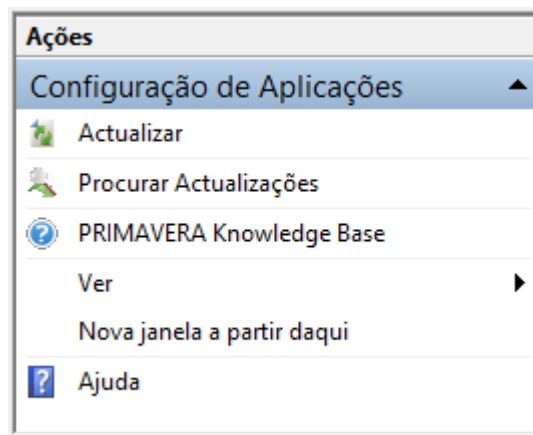 Ações
Configuração de Aplicações
Actualizar
Procurar Actualizações
PRIMAVERA Knowledge Base
Ver
Nova janela a partir daqui
Ajuda